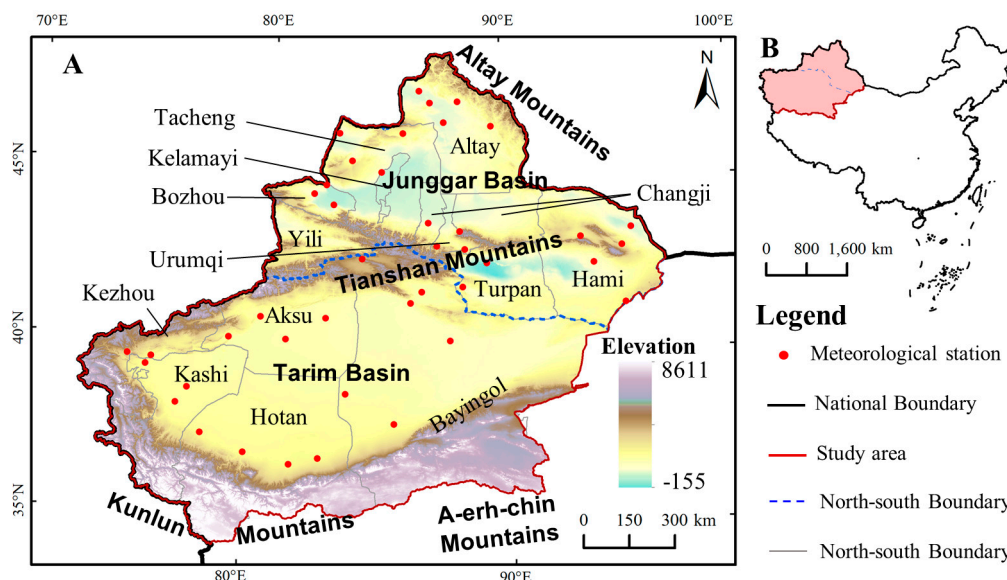 70°E
80°E
90°E
100°E
A
B
N
Altay Mountains
Tacheng
Altay
45°N
45°N
Kelamayi
Junggar Basin
Bozhou
Changji
Yili
Urumqi
Tianshan Mountains
Hami
Turpan
Kezhou
Aksu
40°N
40°N
Kashi
Tarim Basin
Hotan
Bayingol
Elevation
8611
-155
35°N
35°N
Kunlun
Mountains
A-erh-chin
Mountains
0 150 300 km
80°E
90°E
0 800 1,600 km
Legend
Meteorological station
National Boundary
Study area
North-south Boundary
North-south Boundary